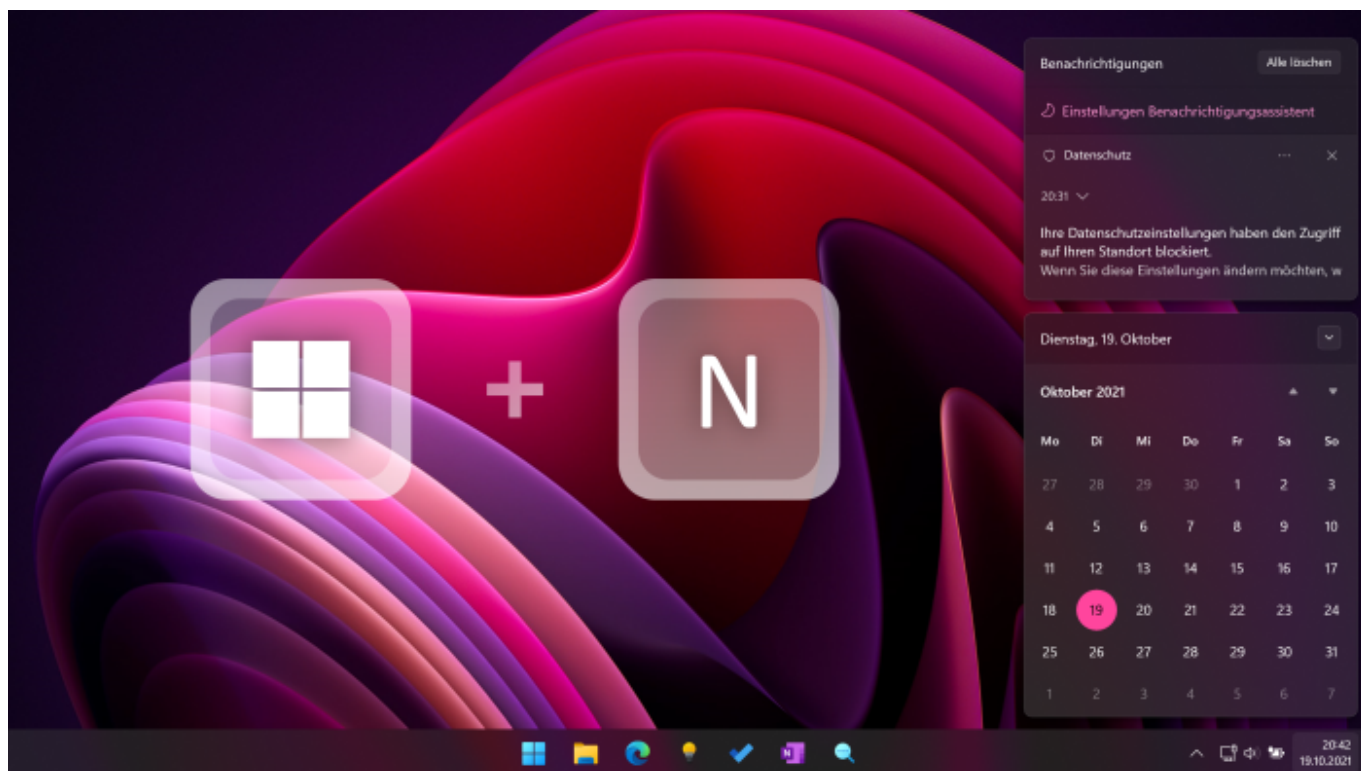 Benachrichtigungen Alle löschen
Einstellungen Benachrichtigungsassistent
Datenschutz ...
20:31
Ihre Datenschutzeinstellungen haben den Zugriff
auf Ihren Standort blockiert.
Wenn Sie diese Einstellungen ändern möchten, w
+ N
Dienstag, 19. Oktober
Oktober 2021
Mo Di Mi Do Fr Sa So
27 28 29 30 1 2 3
4 5 6 7 8 9 10
11 12 13 14 15 16 17
18 19 20 21 22 23 24
25 26 27 28 29 30 31
1 2 3 4 5 6 7
N
20:42
19.10.2021